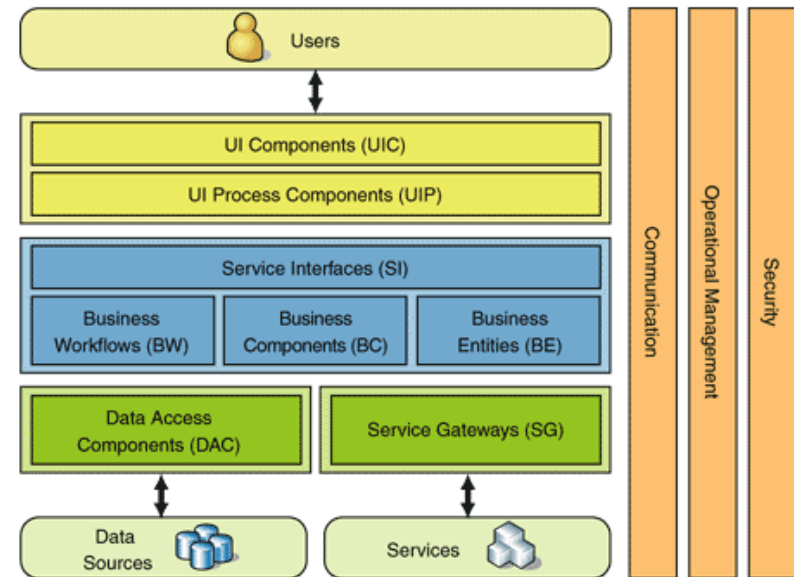 Users
UI Components (UIC)
UI Process Components (UIP)
Service Interfaces (SI)
Business
Workflows (BW)
Business
Components (BC)
Business
Entities (BE)
Data Access
Components (DAC)
Service Gateways (SG)
Data
Sources
Services
Communication
Operational Management
Security